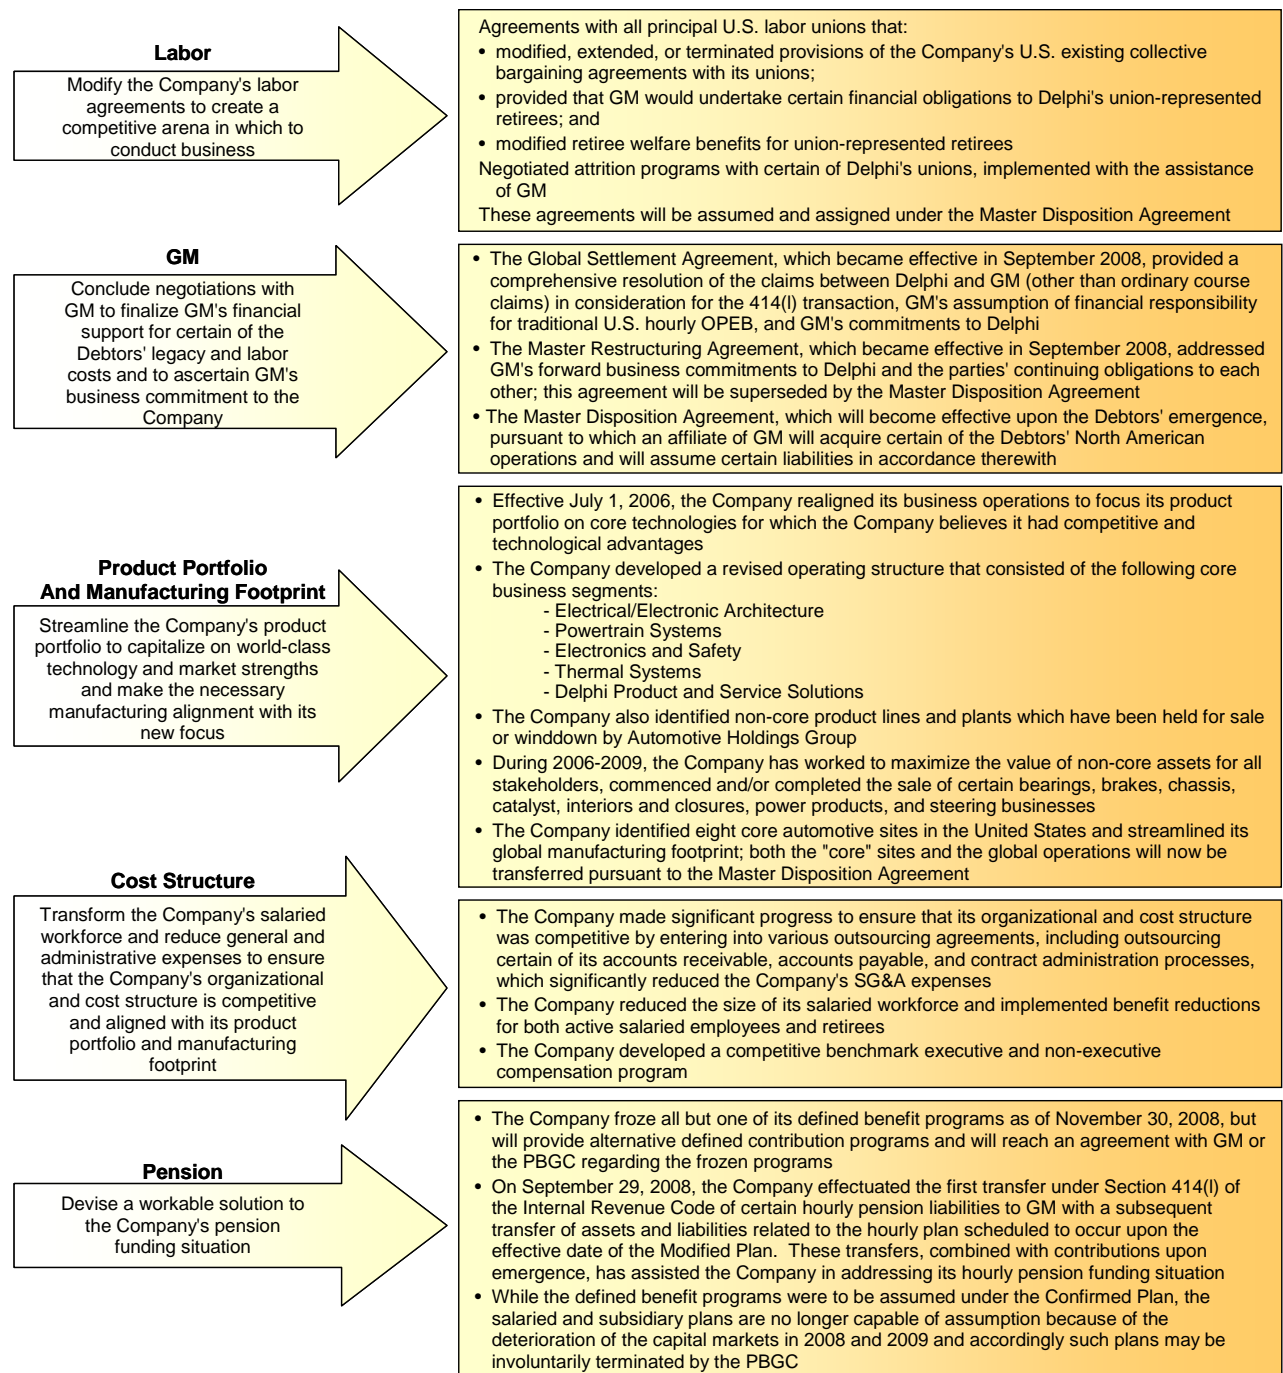 Labor
Modify the Company's labor
agreements to create a
competitive arena in which to
conduct business
Agreements with all principal U.S. labor unions that:
• modified, extended, or terminated provisions of the Company's U.S. existing collective
bargaining agreements with its unions;
• provided that GM would undertake certain financial obligations to Delphi's union-represented
retirees; and
• modified retiree welfare benefits for union-represented retirees
Negotiated attrition programs with certain of Delphi's unions, implemented with the assistance
of GM
These agreements will be assumed and assigned under the Master Disposition Agreement
GM
Conclude negotiations with
GM to finalize GM's financial
support for certain of the
Debtors' legacy and labor
costs and to ascertain GM's
business commitment to the
Company
• The Global Settlement Agreement, which became effective in September 2008, provided a
comprehensive resolution of the claims between Delphi and GM (other than ordinary course
claims) in consideration for the 414(l) transaction, GM's assumption of financial responsibility
for traditional U.S. hourly OPEB, and GM's commitments to Delphi
• The Master Restructuring Agreement, which became effective in September 2008, addressed
GM's forward business commitments to Delphi and the parties' continuing obligations to each
other; this agreement will be superseded by the Master Disposition Agreement
• The Master Disposition Agreement, which will become effective upon the Debtors' emergence,
pursuant to which an affiliate of GM will acquire certain of the Debtors' North American
operations and will assume certain liabilities in accordance therewith
Product Portfolio
And Manufacturing Footprint
Streamline the Company's product
portfolio to capitalize on world-class
technology and market strengths
and make the necessary
manufacturing alignment with its
new focus
• Effective July 1, 2006, the Company realigned its business operations to focus its product
portfolio on core technologies for which the Company believes it had competitive and
technological advantages
• The Company developed a revised operating structure that consisted of the following core
business segments:
- Electrical/Electronic Architecture
- Powertrain Systems
- Electronics and Safety
- Thermal Systems
- Delphi Product and Service Solutions
• The Company also identified non-core product lines and plants which have been held for sale
or winddown by Automotive Holdings Group
• During 2006-2009, the Company has worked to maximize the value of non-core assets for all
stakeholders, commenced and/or completed the sale of certain bearings, brakes, chassis,
catalyst, interiors and closures, power products, and steering businesses
• The Company identified eight core automotive sites in the United States and streamlined its
global manufacturing footprint; both the "core" sites and the global operations will now be
transferred pursuant to the Master Disposition Agreement
Cost Structure
Transform the Company's salaried
workforce and reduce general and
administrative expenses to ensure
that the Company's organizational
and cost structure is competitive
and aligned with its product
portfolio and manufacturing
footprint
• The Company made significant progress to ensure that its organizational and cost structure
was competitive by entering into various outsourcing agreements, including outsourcing
certain of its accounts receivable, accounts payable, and contract administration processes,
which significantly reduced the Company's SG&A expenses
• The Company reduced the size of its salaried workforce and implemented benefit reductions
for both active salaried employees and retirees
• The Company developed a competitive benchmark executive and non-executive
compensation program
Pension
Devise a workable solution to
the Company's pension
funding situation
• The Company froze all but one of its defined benefit programs as of November 30, 2008, but
will provide alternative defined contribution programs and will reach an agreement with GM or
the PBGC regarding the frozen programs
• On September 29, 2008, the Company effectuated the first transfer under Section 414(l) of
the Internal Revenue Code of certain hourly pension liabilities to GM with a subsequent
transfer of assets and liabilities related to the hourly plan scheduled to occur upon the
effective date of the Modified Plan. These transfers, combined with contributions upon
emergence, has assisted the Company in addressing its hourly pension funding situation
• While the defined benefit programs were to be assumed under the Confirmed Plan, the
salaried and subsidiary plans are no longer capable of assumption because of the
deterioration of the capital markets in 2008 and 2009 and accordingly such plans may be
involuntarily terminated by the PBGC